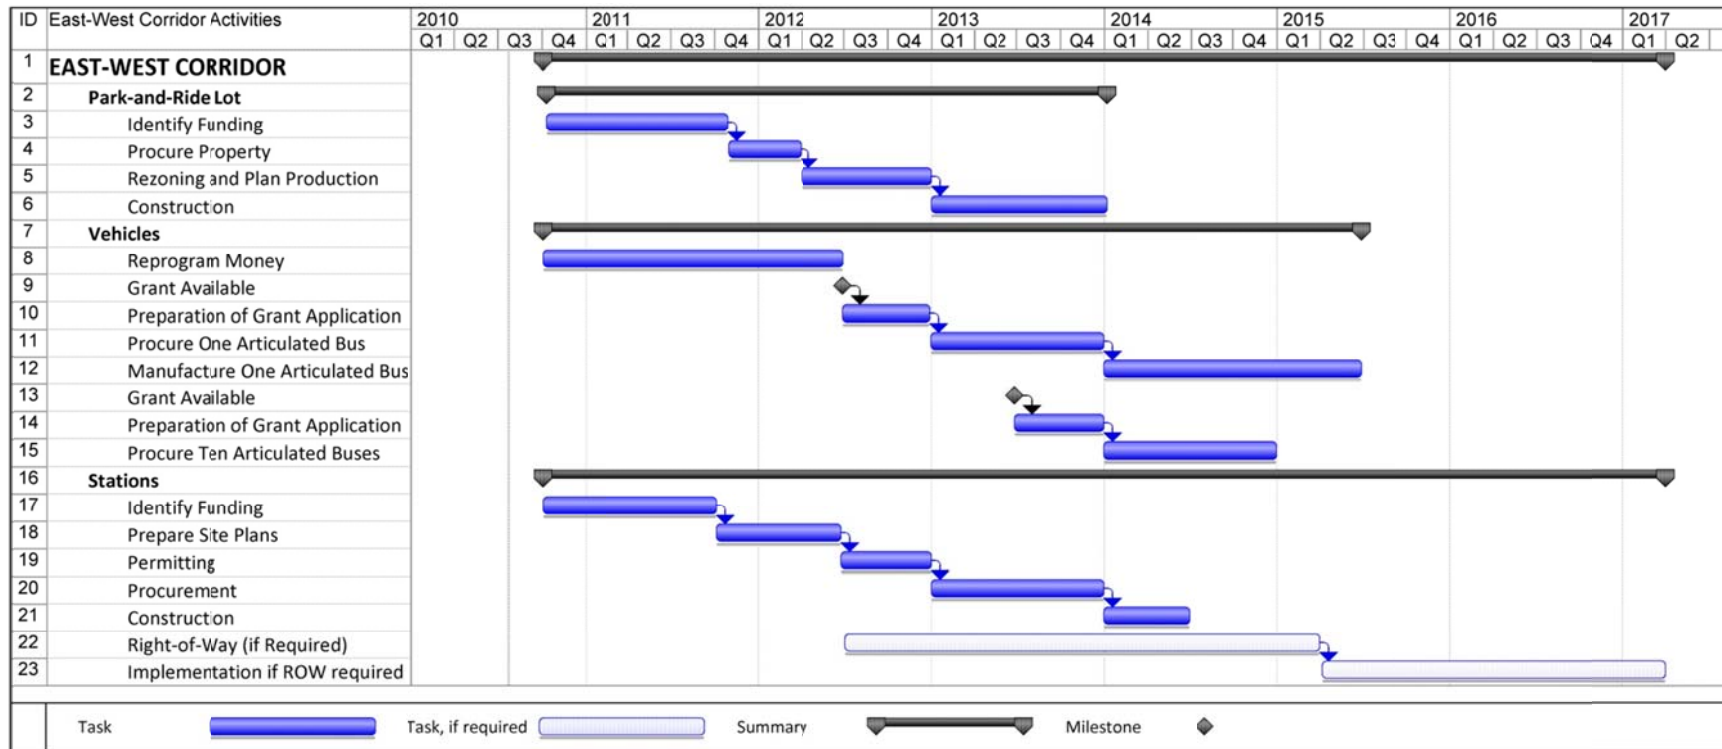 ID East-West Corridor Activities 2010 2011 2012 2013 2014 2015 2016 2017
Q1 Q2 Q3 Q4 Q1 Q2 Q3 Q4 Q1 Q2 Q3 Q4 Q1 Q2 Q3 Q4 Q1 Q2 Q3 Q4 Q1 Q2 Q3 Q4 Q1 Q2 Q3 Q4 Q1 Q2
1 EAST-WEST CORRIDOR
2 Park-and-Ride Lot
3 Identify Funding
4 Procure Property
5 Rezoning and Plan Production
6 Construction
7 Vehicles
8 Reprogram Money
9 Grant Available
10 Preparation of Grant Application
11 Procure One Articulated Bus
12 Manufacture One Articulated Bus
13 Grant Available
14 Preparation of Grant Application
15 Procure Ten Articulated Buses
16 Stations
17 Identify Funding
18 Prepare Site Plans
19 Permitting
20 Procurement
21 Construction
22 Right-of-Way (if Required)
23 Implementation if ROW required
Task Task, if required Summary Milestone